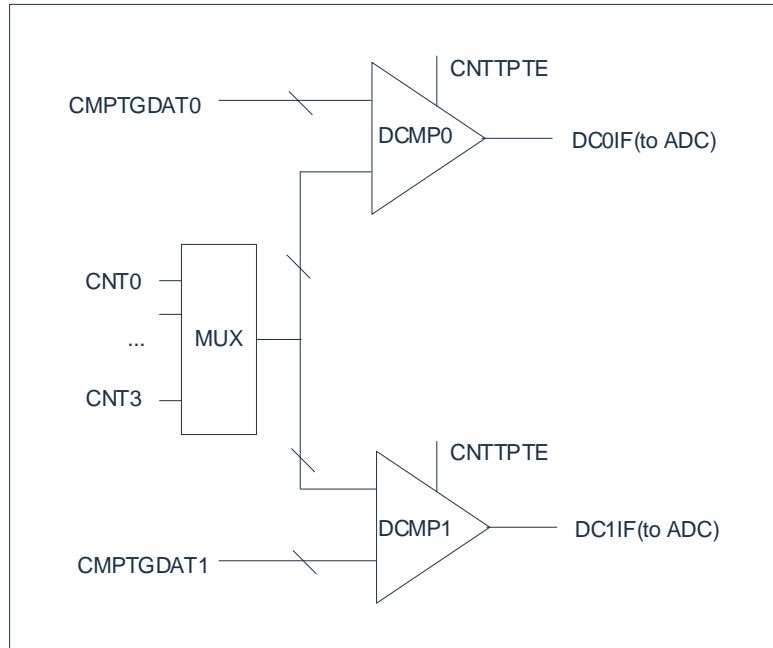 CNTTPTE
CMPTGDAT0
DCMP0
DC0IF(to ADC)
CNT0
...
MUX
CNT3
CNTTPTE
DCMP1
DC1IF(to ADC)
CMPTGDAT1